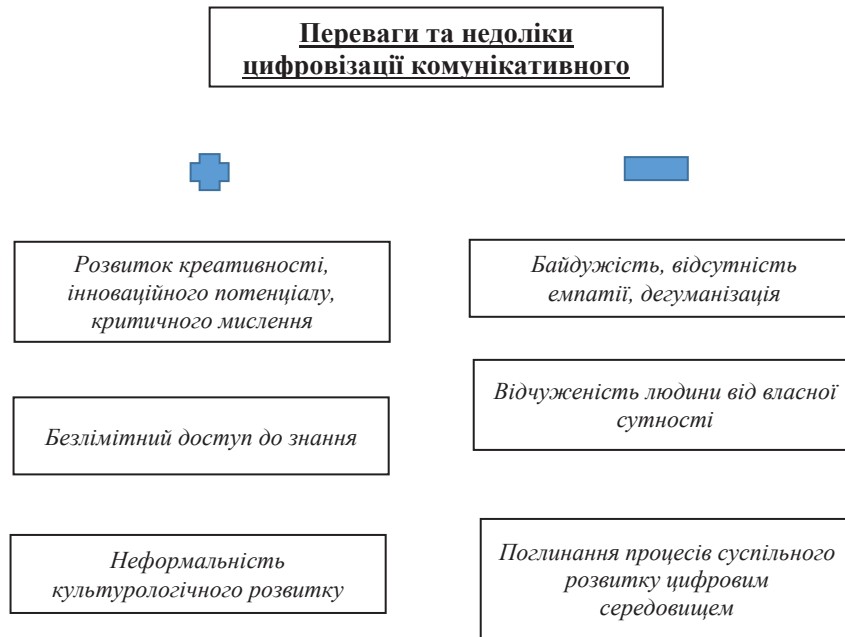 Переваги та недоліки
цифровізації комунікативного
Розвиток креативності,
інноваційного потенціалу,
критичного мислення
Безлімітний доступ до знання
Неформальність
культурологічного розвитку
Байдужість, відсутність
емпатії, дегуманізація
Відчуженість людини від власної
сутності
Поглинання процесів суспільного
розвитку цифровим
середовищем